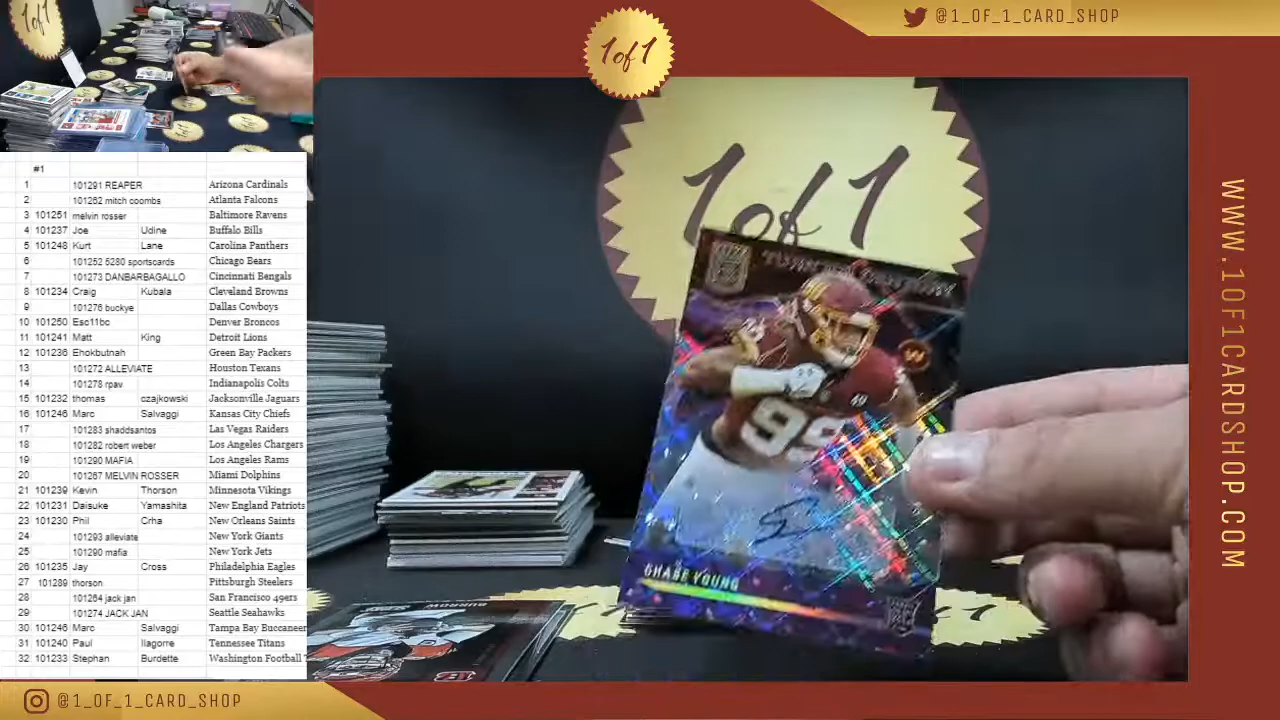 @1_OF_1_CARD_SHOP
1of1
1of1
#1
1 101291 REAPER Arizona Cardinals
2 101262 mitch coombs Atlanta Falcons
3 101251 melvin rosser Baltimore Ravens
4 101237 Joe Udine Buffalo Bills
5 101248 Kurt Lane Carolina Panthers
6 101252 5280 sportscards Chicago Bears
7 101273 DANBARBAGALLO Cincinnati Bengals
8 101234 Craig Kubala Cleveland Browns
9 101276 buckye Dallas Cowboys
10 101250 Esc11bc Denver Broncos
11 101241 Matt King Detroit Lions
12 101236 Ehokbutnah Green Bay Packers
13 101272 ALLEVIATE Houston Texans
14 101278 rpav Indianapolis Colts
15 101232 thomas czajkowski Jacksonville Jaguars
16 101246 Marc Salvaggi Kansas City Chiefs
17 101283 shaddsantos Las Vegas Raiders
18 101282 robert weber Los Angeles Chargers
19 101290 MAFIA Los Angeles Rams
20 101267 MELVIN ROSSER Miami Dolphins
21 101239 Kevin Thorson Minnesota Vikings
22 101231 Daisuke Yamashita New England Patriots
23 101230 Phil Crha New Orleans Saints
24 101293 alleviate New York Giants
25 101290 mafia New York Jets
26 101235 Jay Cross Philadelphia Eagles
27 101289 thorson Pittsburgh Steelers
28 101264 jack jan San Francisco 49ers
29 101274 JACK JAN Seattle Seahawks
30 101246 Marc Salvaggi Tampa Bay Buccaneer
31 101240 Paul Ilagorre Tennessee Titans
32 101233 Stephan Burdette Washington Football
1of1
99
CHASE YOUNG
BURROW
WWW.1OF1CARDSHOP.COM
@1_OF_1_CARD_SHOP